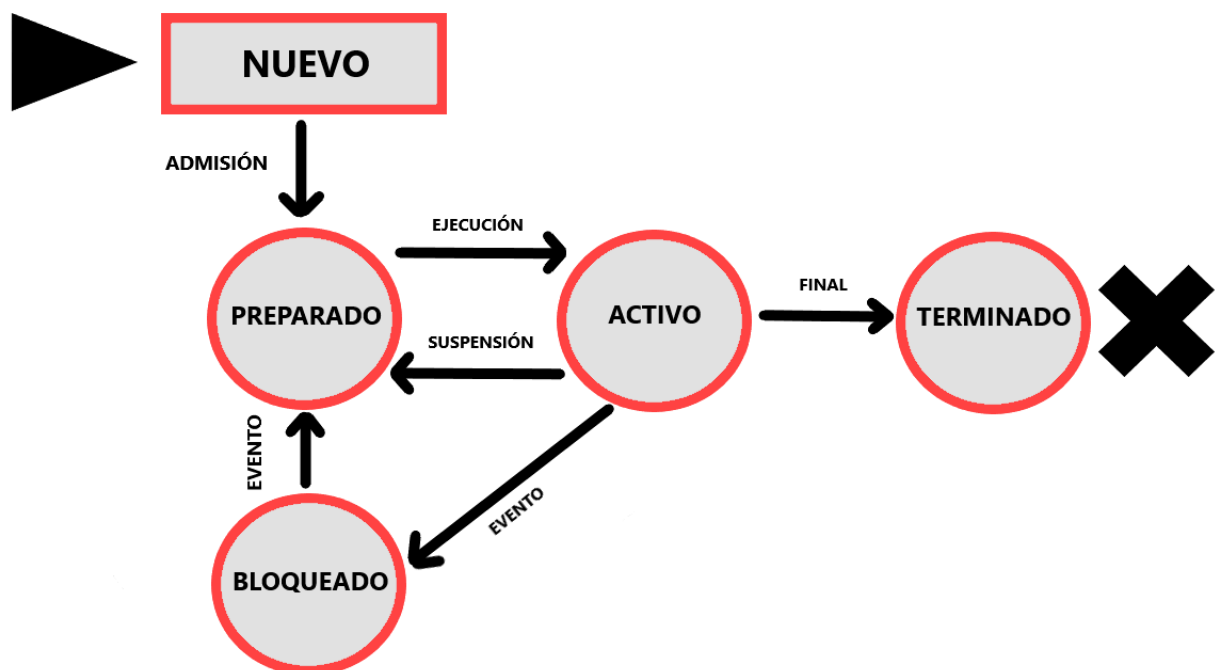 NUEVO
ADMISIÓN
EJECUCIÓN
PREPARADO
ACTIVO
FINAL
TERMINADO
SUSPENSIÓN
EVENTO
EVENTO
BLOQUEADO